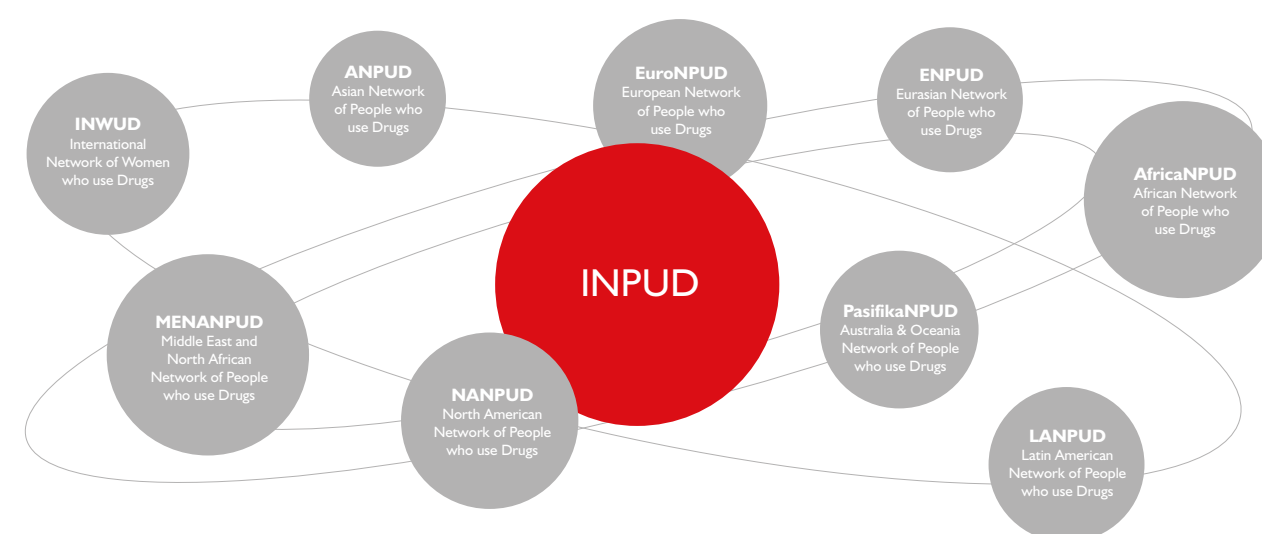 INWUD
International
Network of Women
who use Drugs
ANPUD
Asian Network
of People who
use Drugs
EuroNPUD
European Network
of People who
use Drugs
ENPUD
Eurasian Network
of People who
use Drugs
AfricaNPUD
African Network
of People who
use Drugs
INPUD
MENANPUD
Middle East and
North African
Network of People
who use Drugs
NANPUD
North American
Network of People
who use Drugs
PasifikaNPUD
Australia & Oceania
Network of People
who use Drugs
LANPUD
Latin American
Network of People
who use Drugs